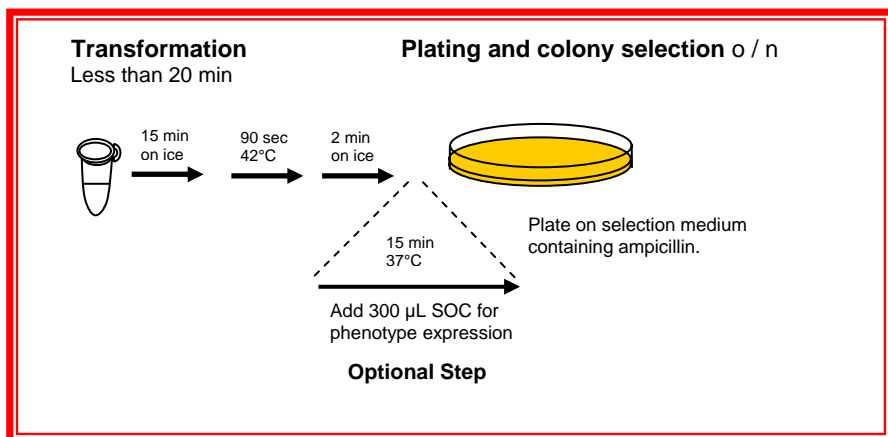 Transformation
Less than 20 min
Plating and colony selection o / n
15 min
on ice
90 sec
42°C
2 min
on ice
Plate on selection medium
containing ampicillin.
15 min
37°C
Add 300 µL SOC for
phenotype expression
Optional Step